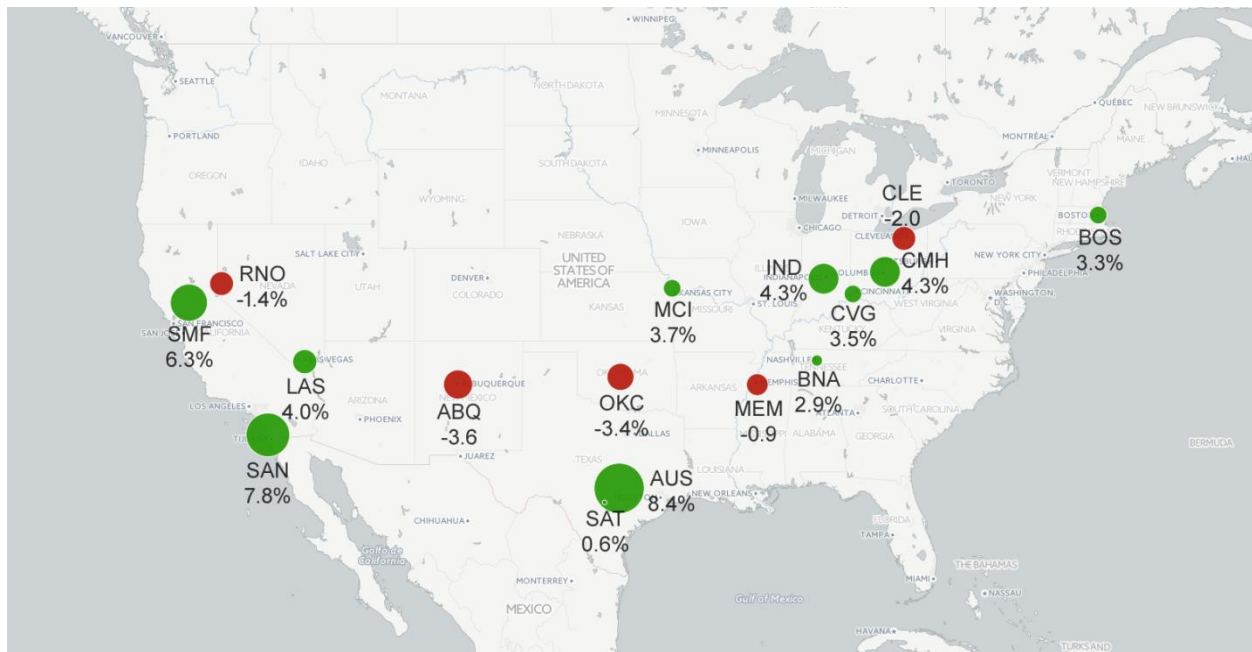 WINNIPEG
VANCOUVER
SEATTLE
NORTH DAKOTA
MONTANA
QUÉBEC
NEW BRUNSWICK
MINNESOTA
PORTLAND
MONTRÉAL
MAINE
MINNEAPOLIS
MICHIGAN
IDAHO
SOUTH DAKOTA
OREGON
VERMONT
NEW HAMPSHIRE
TORONTO
WYOMING
MILWAUKEE
NEW YORK
CLE
-2.0
DETROIT
BOSTON
IOWA
CHICAGO
CLEVELAND
BOS
3.3%
NEBRASKA
SALT LAKE CITY
NEW YORK CITY
UNITED
STATES OF
AMERICA
IND
4.3%
CMH
4.3%
RNO
-1.4%
NEVADA
UTAH
DENVER
COLORADO
PHILADELPHIA
KANSAS CITY
CINCINNATI
WASHINGTON,
D.C.
KANSAS
MCI
3.7%
MISSOURI
ST. LOUIS
WEST VIRGINIA
CVG
3.5%
SAN FRANCISCO
SMF
6.3%
KENTUCKY
VIRGINIA
LAS VEGAS
LAS
4.0%
NASHVILLE
TENNESSEE
BNA
2.9%
ALBUQUERQUE
ABQ
-3.6
OKC
-3.4%
ARKANSAS
MEMPHIS
MEM
-0.9
CHARLOTTE
LOS ANGELES
ARIZONA
PHOENIX
ATLANTA
SOUTH CAROLINA
DALLAS
ALABAMA
GEORGIA
TIJUANA
SAN
7.8%
JUAREZ
TEXAS
LOUISIANA
BERMUDA
AUS
8.4%
NEW ORLEANS
SAT
0.6%
CHIHUAHUA
FLORIDA
TAMPA
Golfo de
California
THE BAHAMAS
MONTERREY
MIAMI
NASSAU
Gulf of Mexico
MEXICO
HAVANA
TURKS AND